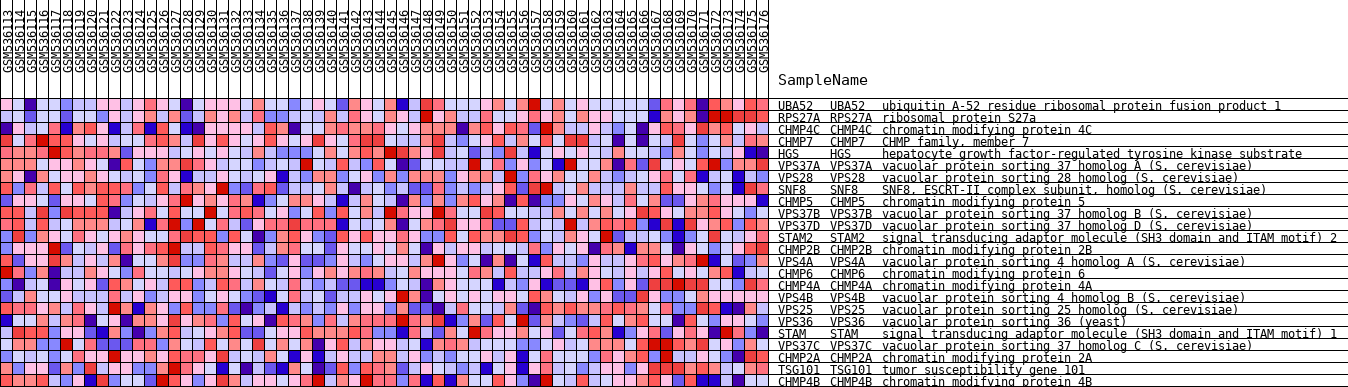 GSM536113 GSM536114 GSM536115 GSM536116 GSM536117 GSM536118 GSM536119 GSM536120 GSM536121 GSM536122 GSM536123 GSM536124 GSM536125 GSM536126 GSM536127 GSM536128 GSM536129 GSM536130 GSM536131 GSM536132 GSM536133 GSM536134 GSM536135 GSM536136 GSM536137 GSM536138 GSM536139 GSM536140 GSM536141 GSM536142 GSM536143 GSM536144 GSM536145 GSM536146 GSM536147 GSM536148 GSM536149 GSM536150 GSM536151 GSM536152 GSM536153 GSM536154 GSM536155 GSM536156 GSM536157 GSM536158 GSM536159 GSM536160 GSM536161 GSM536162 GSM536163 GSM536164 GSM536165 GSM536166 GSM536167 GSM536168 GSM536169 GSM536170 GSM536171 GSM536172 GSM536173 GSM536174 GSM536175 GSM536176
SampleName
UBA52 UBA52 ubiquitin A-52 residue ribosomal protein fusion product 1
RPS27A RPS27A ribosomal protein S27a
CHMP4C CHMP4C chromatin modifying protein 4C
CHMP7 CHMP7 CHMP family, member 7
HGS HGS hepatocyte growth factor-regulated tyrosine kinase substrate
VPS37A VPS37A vacuolar protein sorting 37 homolog A (S. cerevisiae)
VPS28 VPS28 vacuolar protein sorting 28 homolog (S. cerevisiae)
SNF8 SNF8 SNF8, ESCRT-II complex subunit, homolog (S. cerevisiae)
CHMP5 CHMP5 chromatin modifying protein 5
VPS37B VPS37B vacuolar protein sorting 37 homolog B (S. cerevisiae)
VPS37D VPS37D vacuolar protein sorting 37 homolog D (S. cerevisiae)
STAM2 STAM2 signal transducing adaptor molecule (SH3 domain and ITAM motif) 2
CHMP2B CHMP2B chromatin modifying protein 2B
VPS4A VPS4A vacuolar protein sorting 4 homolog A (S. cerevisiae)
CHMP6 CHMP6 chromatin modifying protein 6
CHMP4A CHMP4A chromatin modifying protein 4A
VPS4B VPS4B vacuolar protein sorting 4 homolog B (S. cerevisiae)
VPS25 VPS25 vacuolar protein sorting 25 homolog (S. cerevisiae)
VPS36 VPS36 vacuolar protein sorting 36 (yeast)
STAM STAM signal transducing adaptor molecule (SH3 domain and ITAM motif) 1
VPS37C VPS37C vacuolar protein sorting 37 homolog C (S. cerevisiae)
CHMP2A CHMP2A chromatin modifying protein 2A
TSG101 TSG101 tumor susceptibility gene 101
CHMP4B CHMP4B chromatin modifying protein 4B